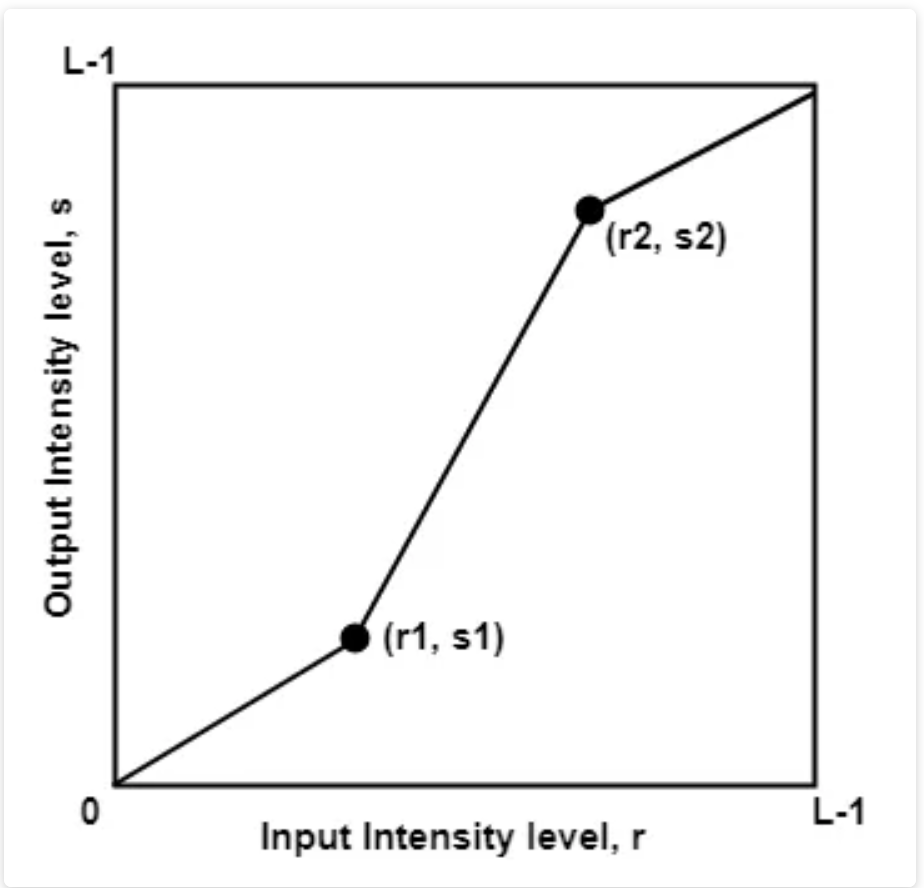 L-1
Output Intensity level, s
(r2, s2)
(r1, s1)
0
L-1
Input Intensity level, r